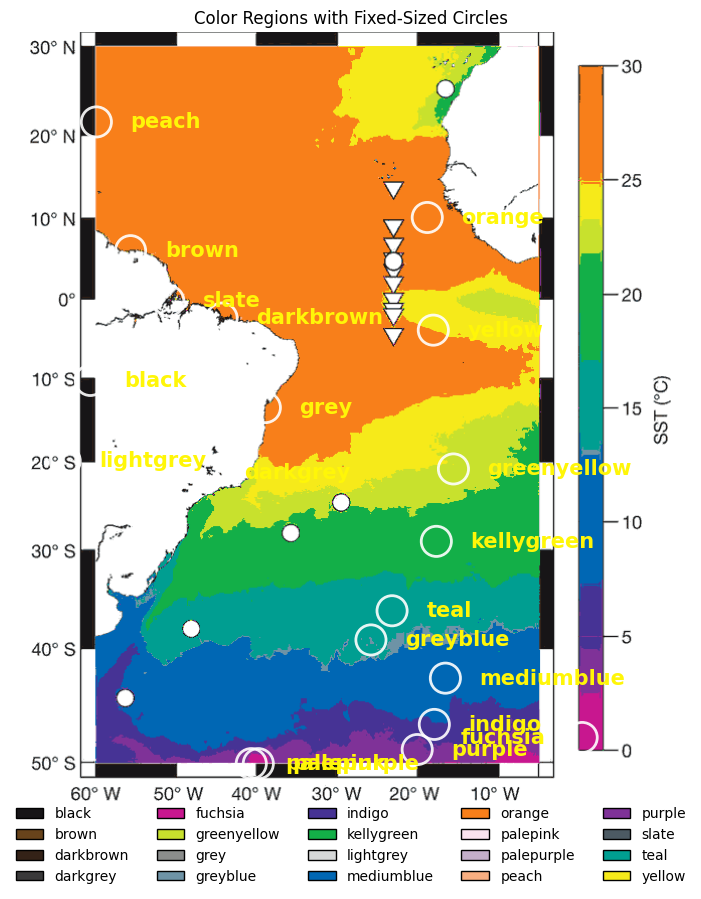 Color Regions with Fixed-Sized Circles
30° N
30
peach
20° N
25
orange
10° N
brown
20
slate
0°
darkbrown
yellow
SST (°C)
10° S
black
grey
15
lightgrey
20° S
darkgrey
greenyellow
10
kellygreen
30° S
teal
greyblue
5
40° S
mediumblue
indigo
fuchsia
purple
0
50° S
palepink
palepurple
60° W
50° W
40° W
30° W
20° W
10° W
black
fuchsia
indigo
orange
purple
brown
greenyellow
kellygreen
palepink
slate
darkbrown
grey
lightgrey
palepurple
teal
darkgrey
greyblue
mediumblue
peach
yellow